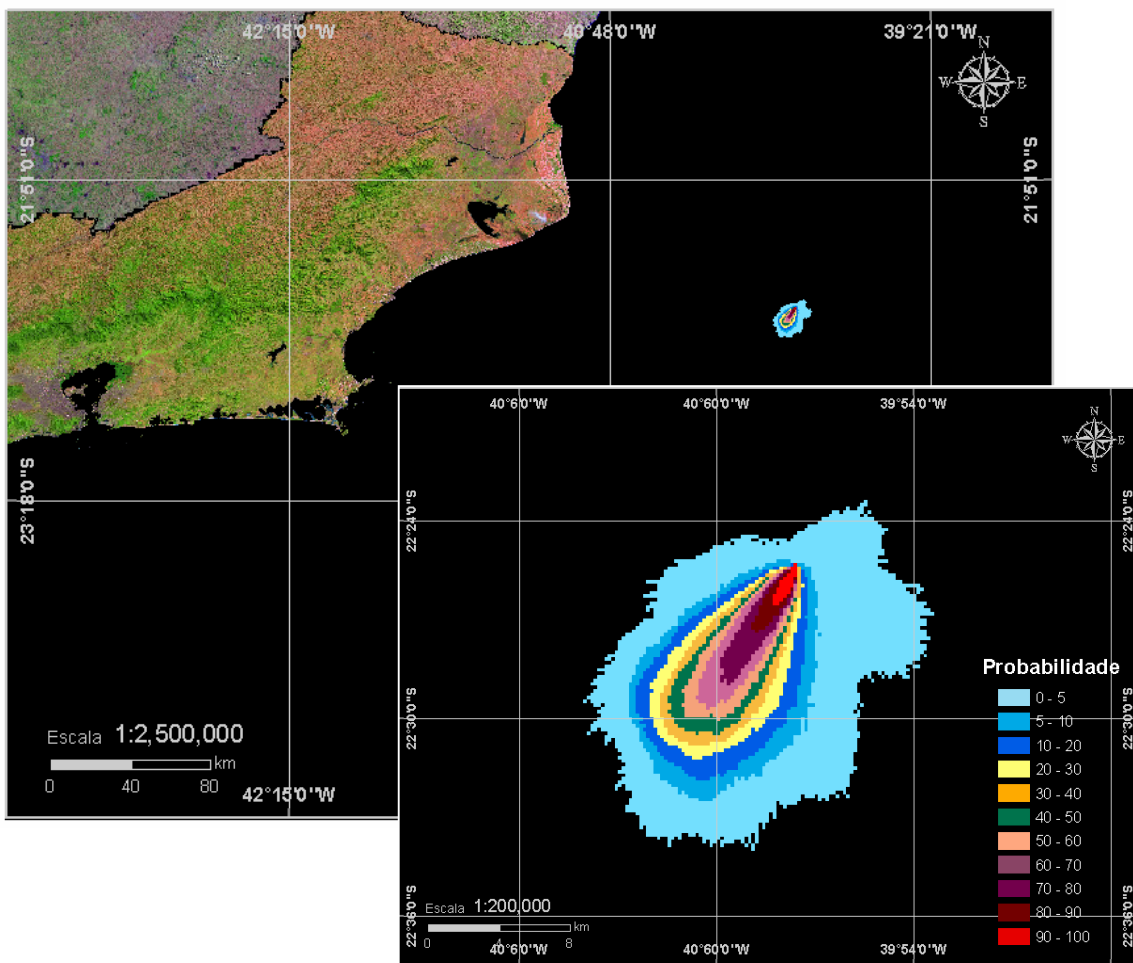 42°15'0"W
40°48'0"W
39°21'0"W
N
W
E
S
21°51'0"S
21°51'0"S
23°18'0"S
Escala 1:2,500,000
km
0 40 80
42°15'0"W
40°6'0"W
40°60'0"W
39°54'0"W
N
W
E
S
22°24'0"S
22°24'0"S
Probabilidade
0 - 5
5 - 10
10 - 20
20 - 30
30 - 40
40 - 50
50 - 60
60 - 70
70 - 80
80 - 90
90 - 100
22°30'0"S
22°30'0"S
22°36'0"S
22°36'0"S
Escala 1:200,000
km
0 4 8
40°6'0"W
40°60'0"W
39°54'0"W